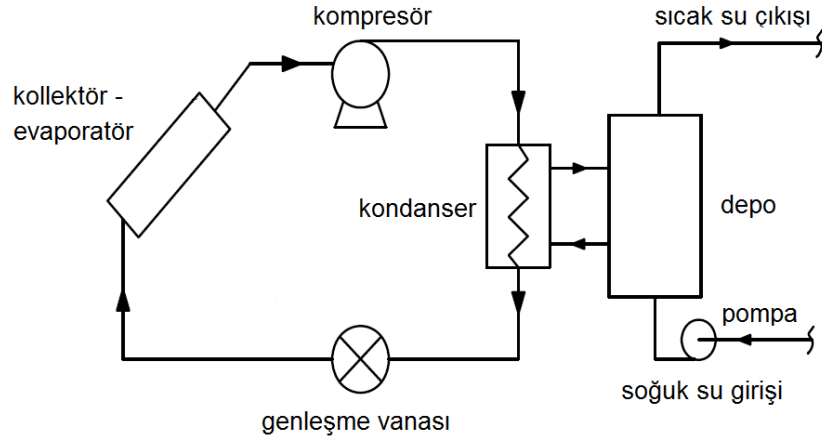 kompresör
sıcak su çıkışı
kollektör -
evaporatör
kondanser
depo
pompa
soğuk su girişi
genleşme vanası